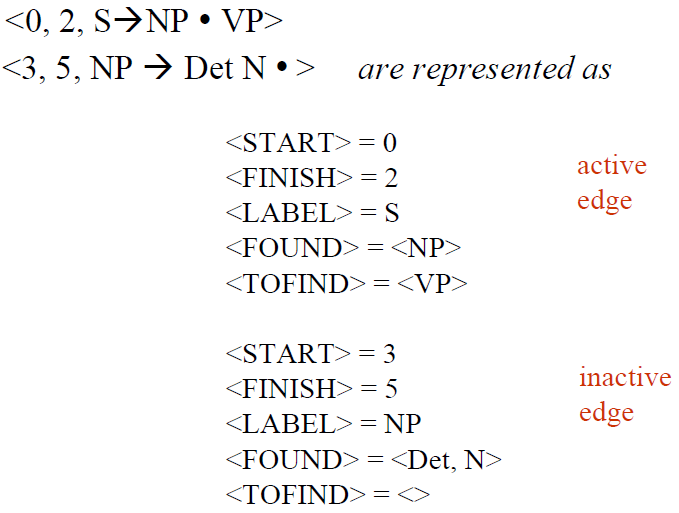 <0, 2, S→NP • VP>
<3, 5, NP → Det N • > are represented as
<START> = 0
<FINISH> = 2
<LABEL> = S
<FOUND> = <NP>
<TOFIND> = <VP>
active
edge
<START> = 3
<FINISH> = 5
<LABEL> = NP
<FOUND> = <Det, N>
<TOFIND> = <>
inactive
edge